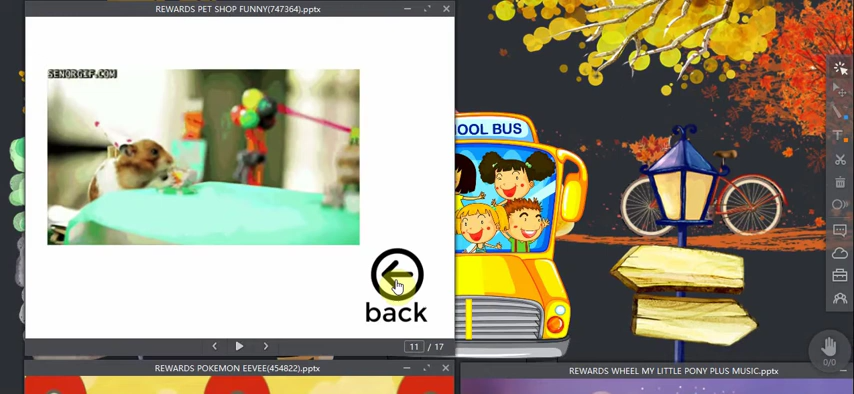 REWARDS PET SHOP FUNNY(747364).pptx
SENORGIF.COM
HOOL BUS
back
11 / 17
0/0
REWARDS POKEMON EEVEE(454822).pptx
REWARDS WHEEL MY LITTLE PONY PLUS MUSIC.pptx
T